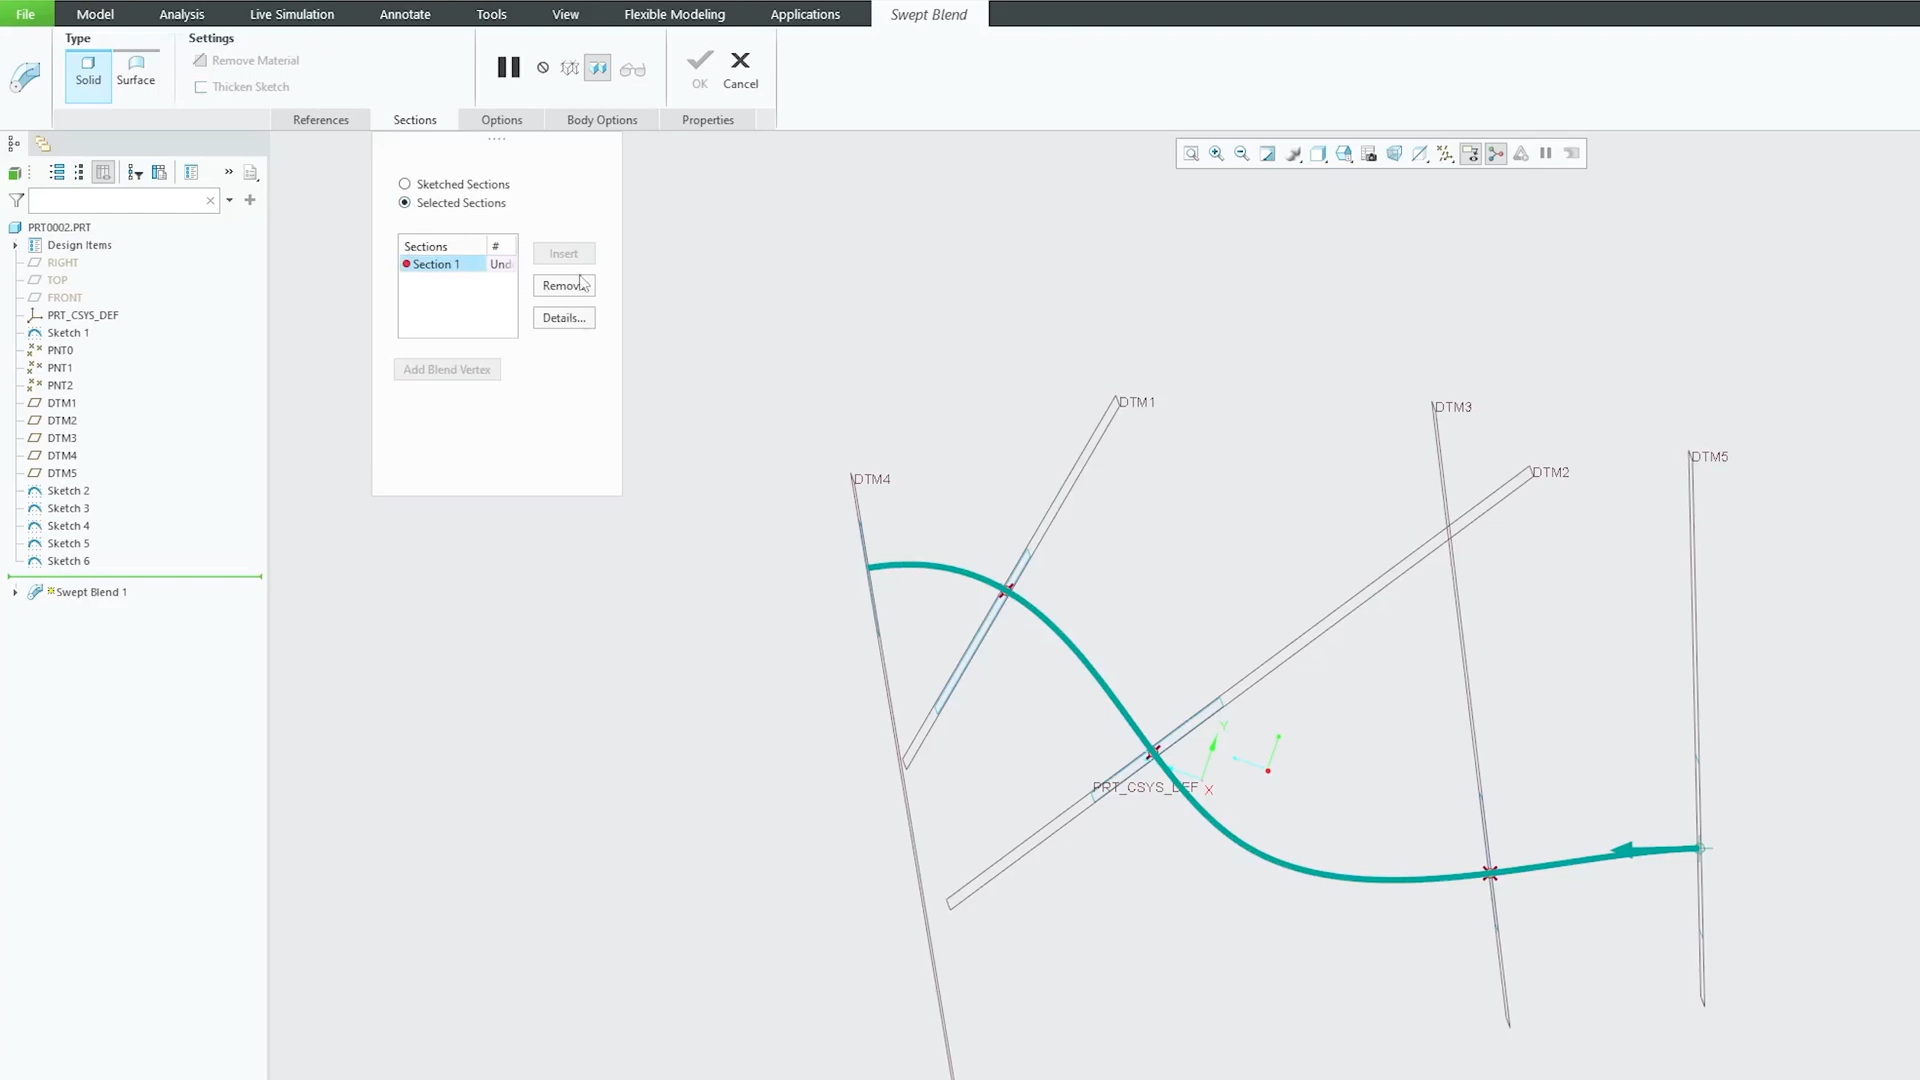 File Model Analysis Live Simulation Annotate Tools View Flexible Modeling Applications Swept Blend
Type Settings
Remove Material
Solid Surface OK Cancel
Thicken Sketch
References Sections Options Body Options Properties
Sketched Sections
Selected Sections
Sections #
Section 1 Und
Insert
Remov
Details...
Add Blend Vertex
PRT0002.PRT
Design Items
RIGHT
TOP
FRONT
PRT_CSYS_DEF
Sketch 1
PNT0
PNT1
PNT2
DTM1
DTM2
DTM3
DTM4
DTM5
Sketch 2
Sketch 3
Sketch 4
Sketch 5
Sketch 6
Swept Blend 1
DTM1
DTM3
DTM5
DTM2
DTM4
Y
PRT_CSYS_DEF X